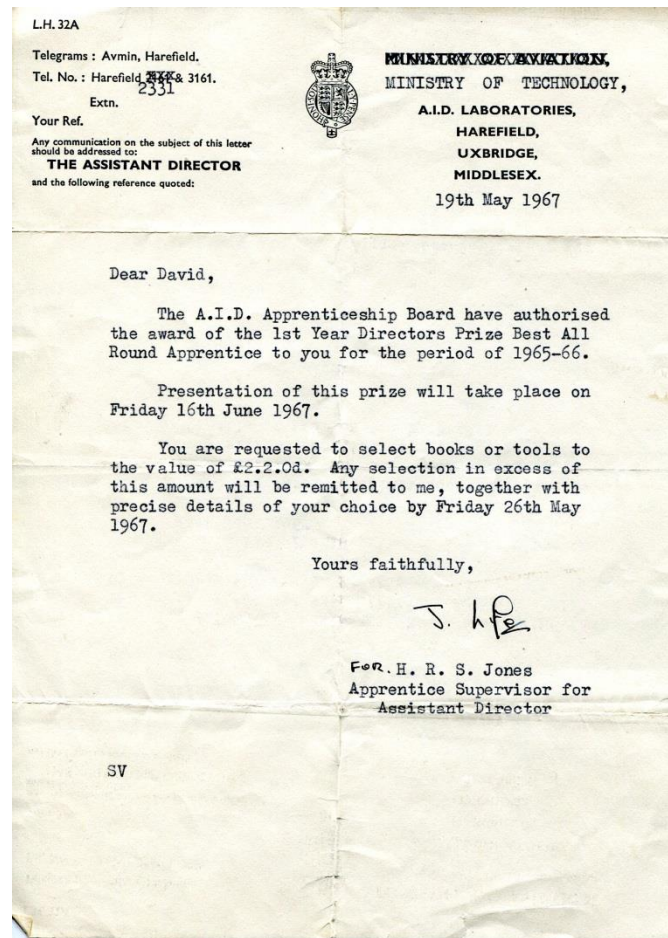 L.H. 32A
Telegrams : Avmin, Harefield.
Tel. No. : Harefield & 3161.
2331
Extn.
Your Ref.
Any communication on the subject of this letter
should be addressed to:
THE ASSISTANT DIRECTOR
and the following reference quoted:
MINISTRY OF AVIATION,
MINISTRY OF TECHNOLOGY,
A.I.D. LABORATORIES,
HAREFIELD,
UXBRIDGE,
MIDDLESEX.
19th May 1967
Dear David,
The A.I.D. Apprenticeship Board have authorised
the award of the 1st Year Directors Prize Best All
Round Apprentice to you for the period of 1965-66.
Presentation of this prize will take place on
Friday 16th June 1967.
You are requested to select books or tools to
the value of £2.2.0d. Any selection in excess of
this amount will be remitted to me, together with
precise details of your choice by Friday 26th May
1967.
Yours faithfully,
FOR. H. R. S. Jones
Apprentice Supervisor for
Assistant Director
SV